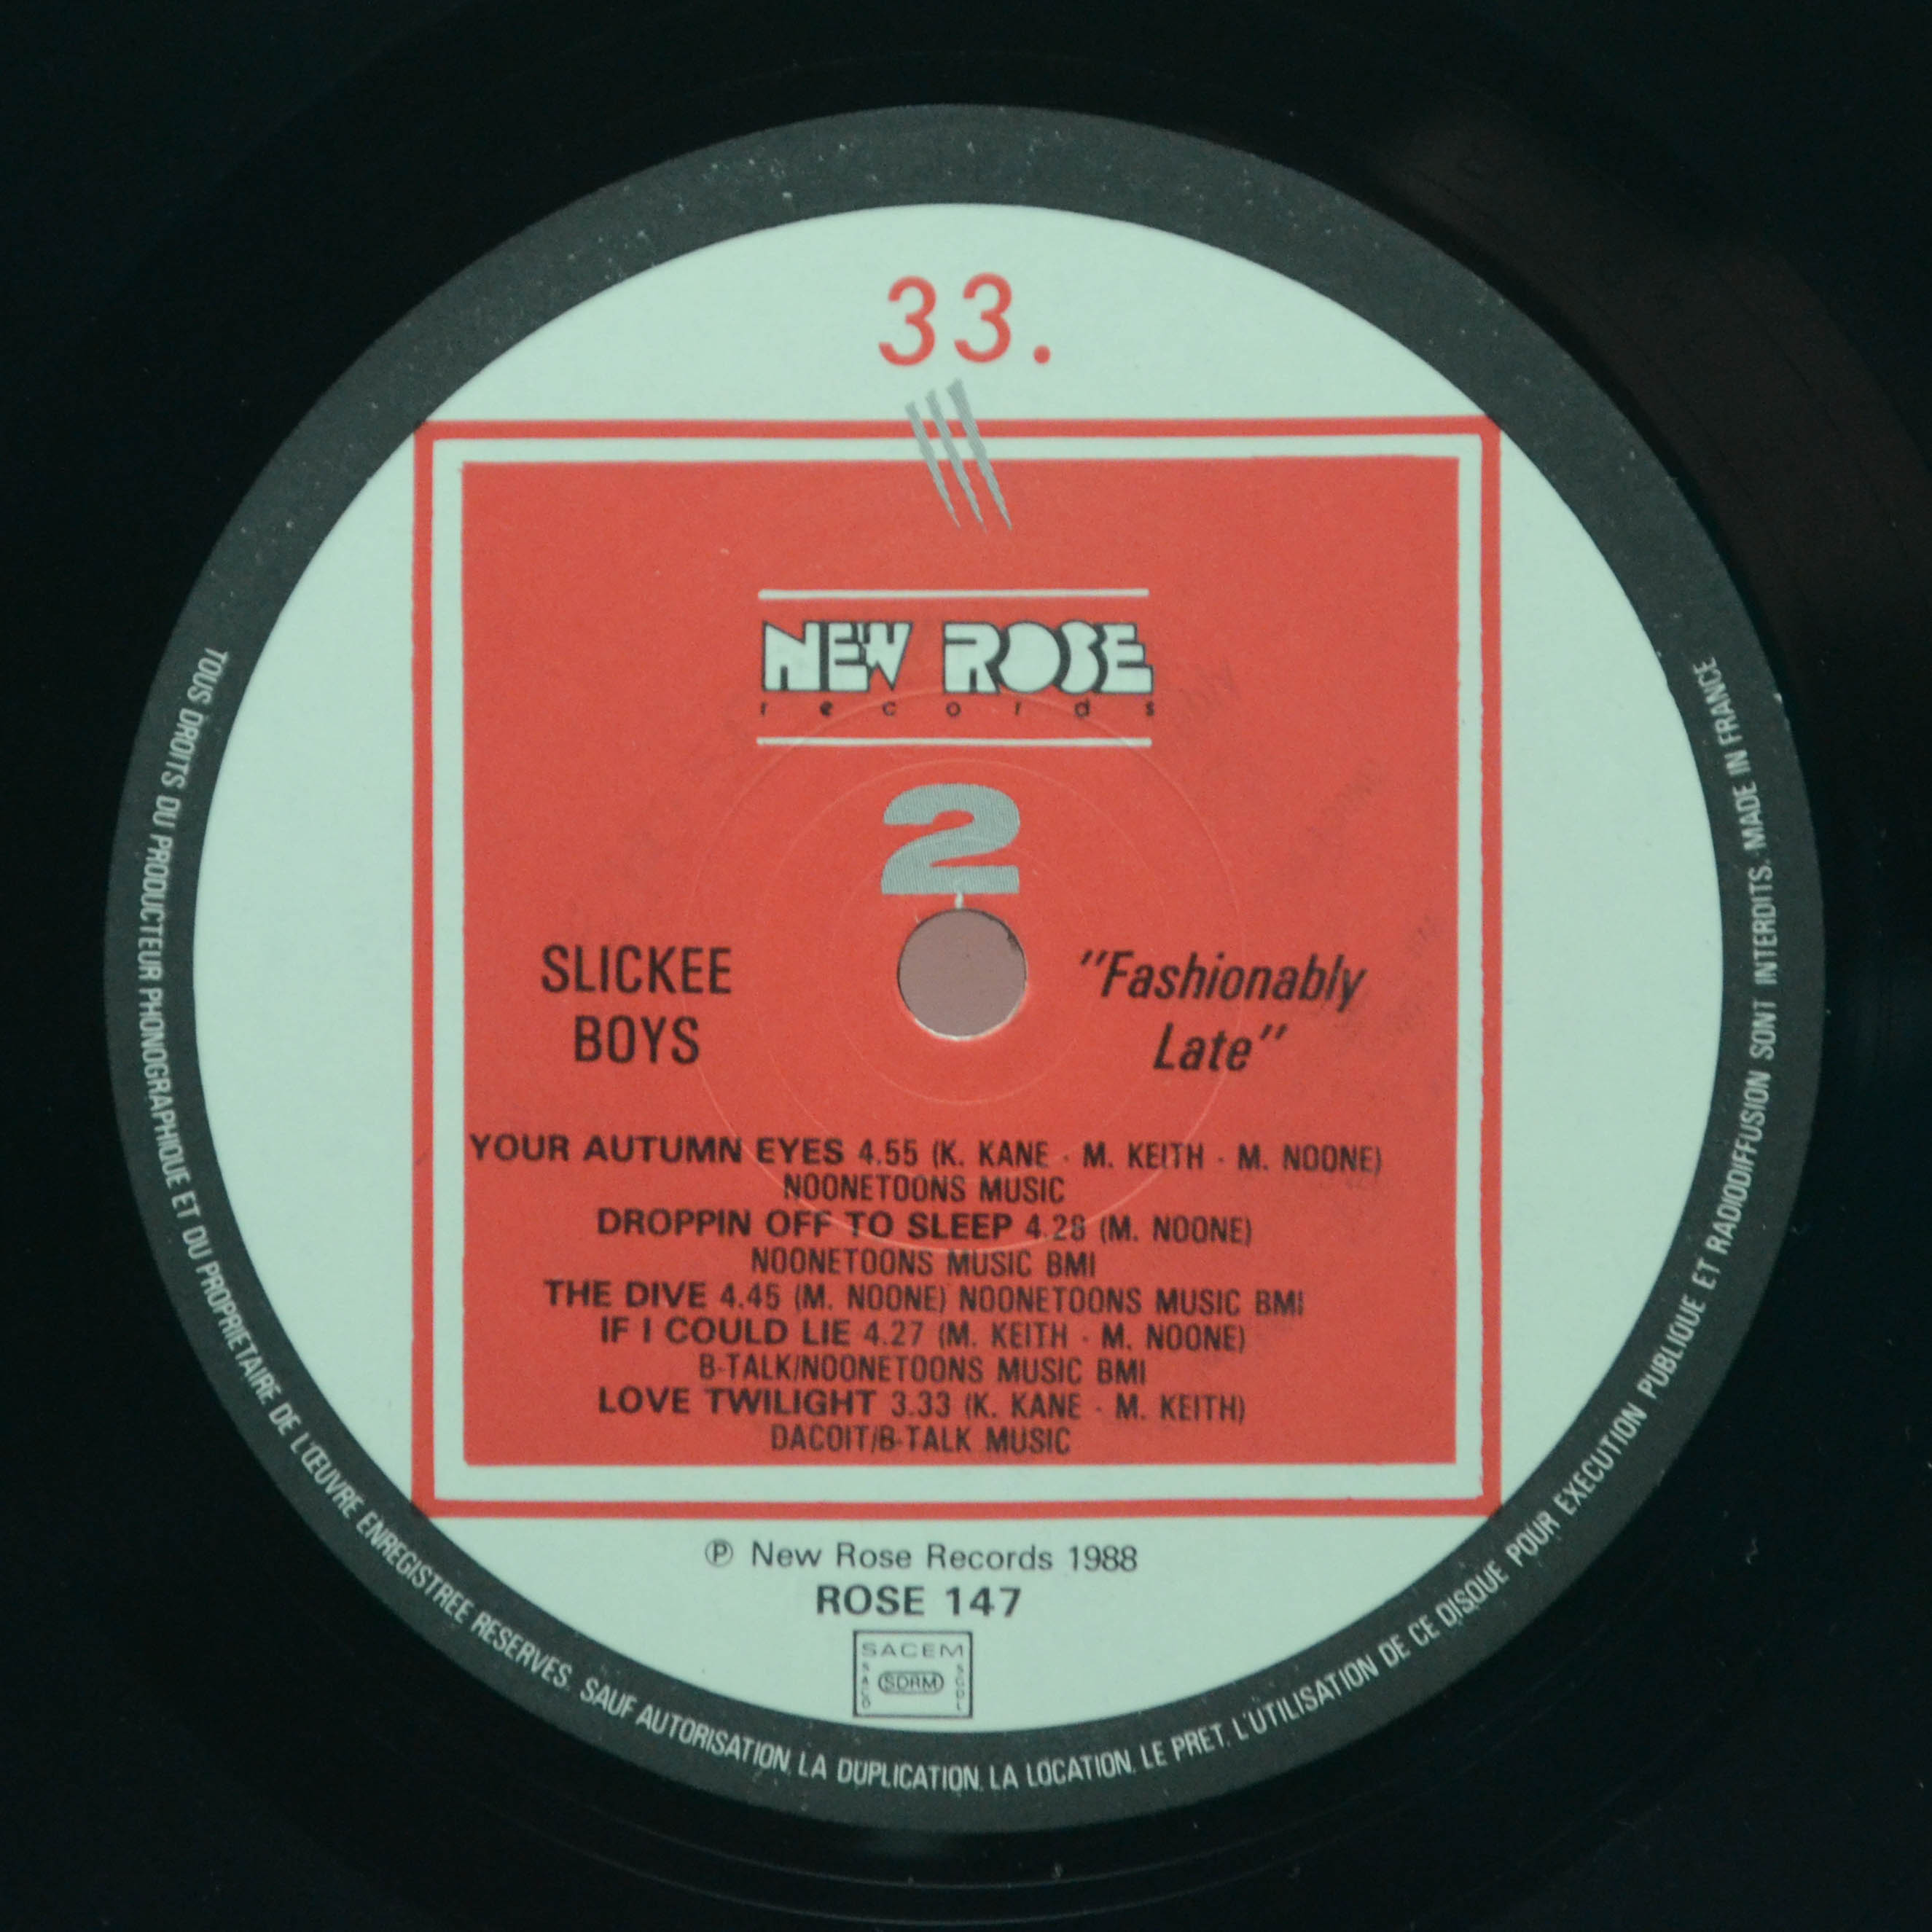 33.
NEW ROSE
records
2
SLICKEE
BOYS
"Fashionably
Late"
YOUR AUTUMN EYES 4.55 (K. KANE - M. KEITH - M. NOONE)
NOONETOONS MUSIC
DROPPIN OFF TO SLEEP 4.28 (M. NOONE)
NOONETOONS MUSIC BMI
THE DIVE 4.45 (M. NOONE) NOONETOONS MUSIC BMI
IF I COULD LIE 4.27 (M. KEITH - M. NOONE)
B-TALK/NOONETOONS MUSIC BMI
LOVE TWILIGHT 3.33 (K. KANE - M. KEITH)
DACOIT/B-TALK MUSIC
Ⓟ New Rose Records 1988
ROSE 147
SACEM
SACD
SDRM
SGDL
TOUS DROITS DU PRODUCTEUR PHONOGRAPHIQUE ET DU PROPRIETAIRE DE L'ŒUVRE ENREGISTREE RESERVES. SAUF AUTORISATION, LA DUPLICATION, LA LOCATION, LE PRET, L'UTILISATION DE CE DISQUE POUR EXECUTION PUBLIQUE ET RADIODIFFUSION SONT INTERDITS. MADE IN FRANCE